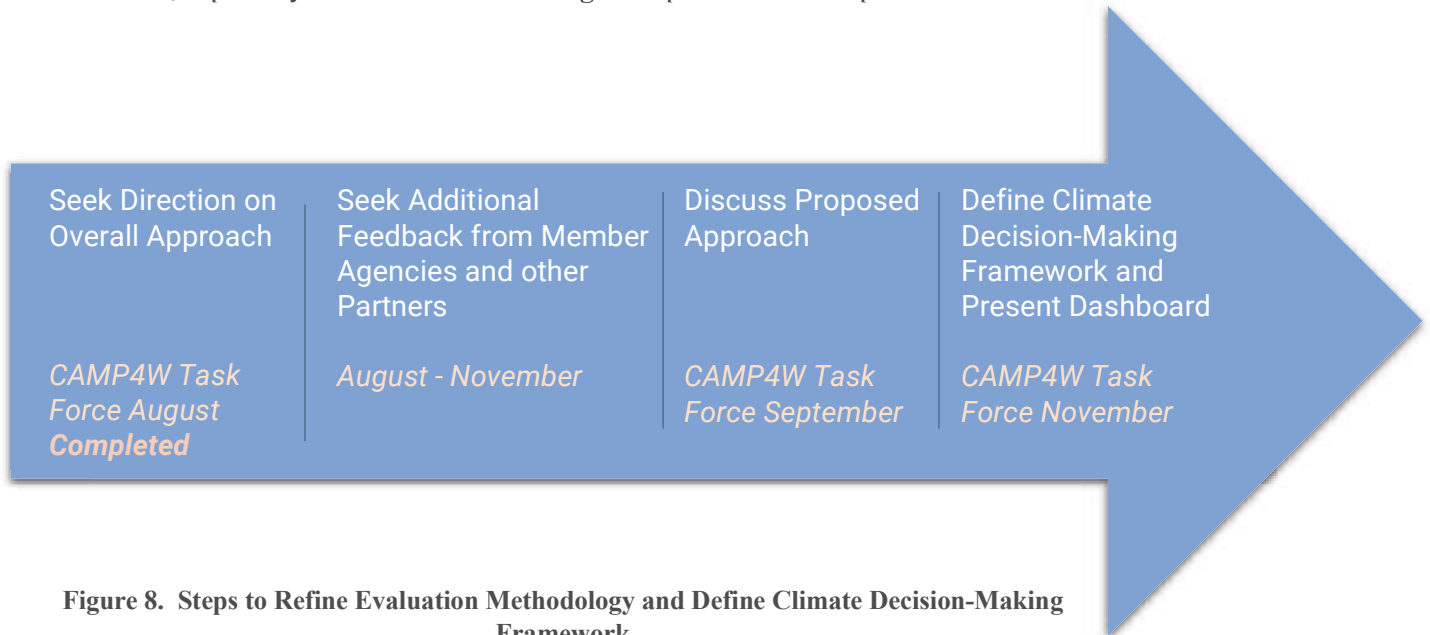 Seek Direction on
Overall Approach
CAMP4W Task
Force August
Completed
Seek Additional
Feedback from Member
Agencies and other
Partners
August - November
Discuss Proposed
Approach
CAMP4W Task
Force September
Define Climate
Decision-Making
Framework and
Present Dashboard
CAMP4W Task
Force November
Figure 8. Steps to Refine Evaluation Methodology and Define Climate Decision-Making
Framework